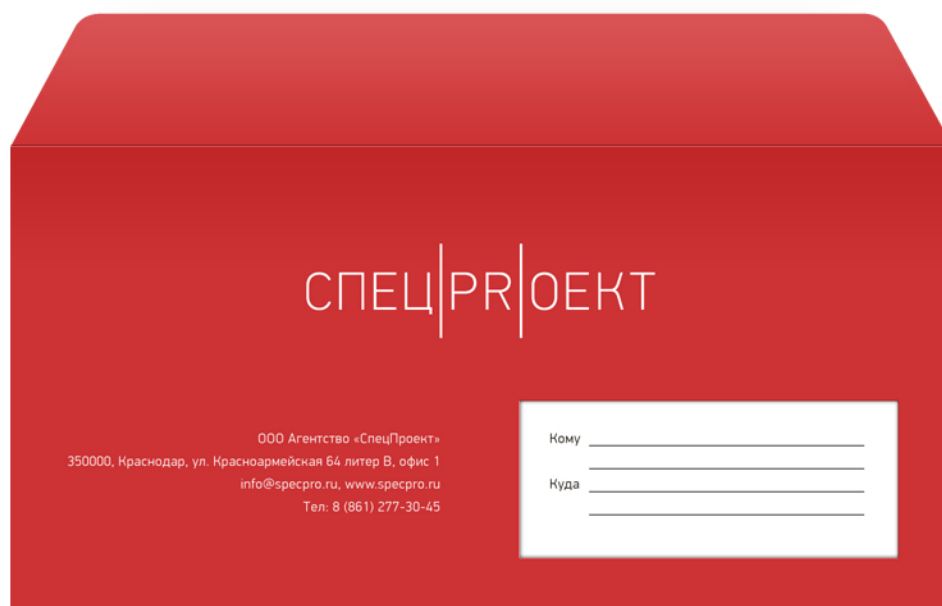 СПЕЦ|PR|ОЕКТ
ООО Агентство «СпецПроект»
350000, Краснодар, ул. Красноармейская 64 литер В, офис 1
info@specpro.ru, www.specpro.ru
Тел: 8 (861) 277-30-45
Кому
Куда